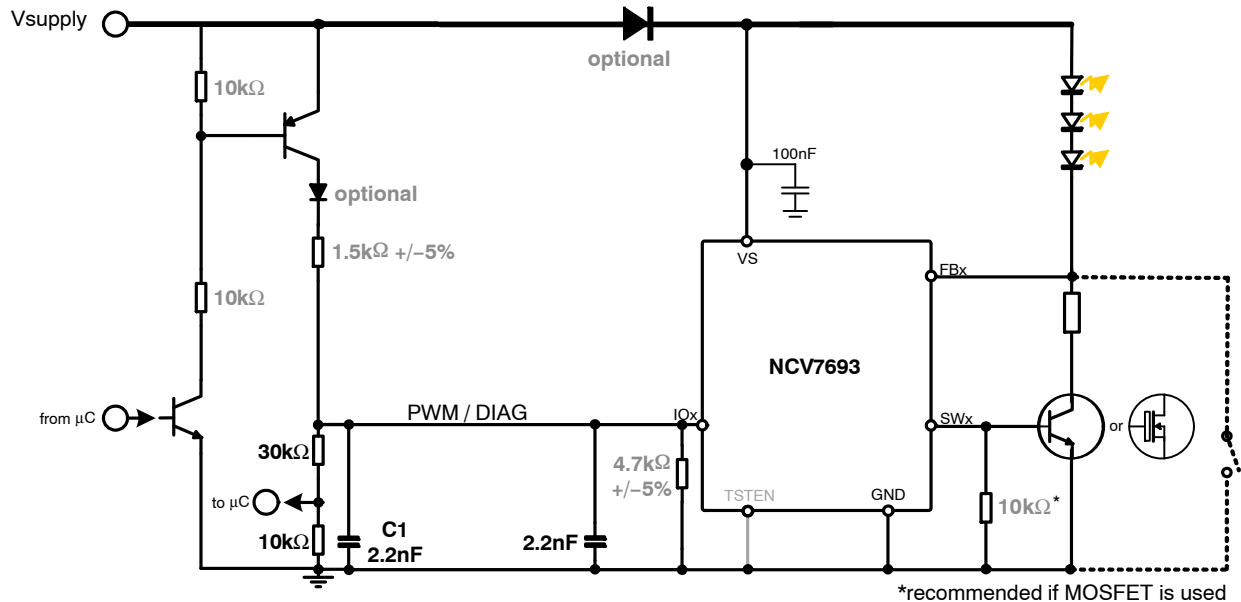 Vsupply
optional
10kΩ
optional
100nF
1.5kΩ +/−5%
VS
FBx
10kΩ
NCV7693
from µC
PWM / DIAG
IOx
SWx
or
30kΩ
4.7kΩ
+/−5%
TSTEN
GND
10kΩ*
to µC
10kΩ
C1
2.2nF
2.2nF
*recommended if MOSFET is used